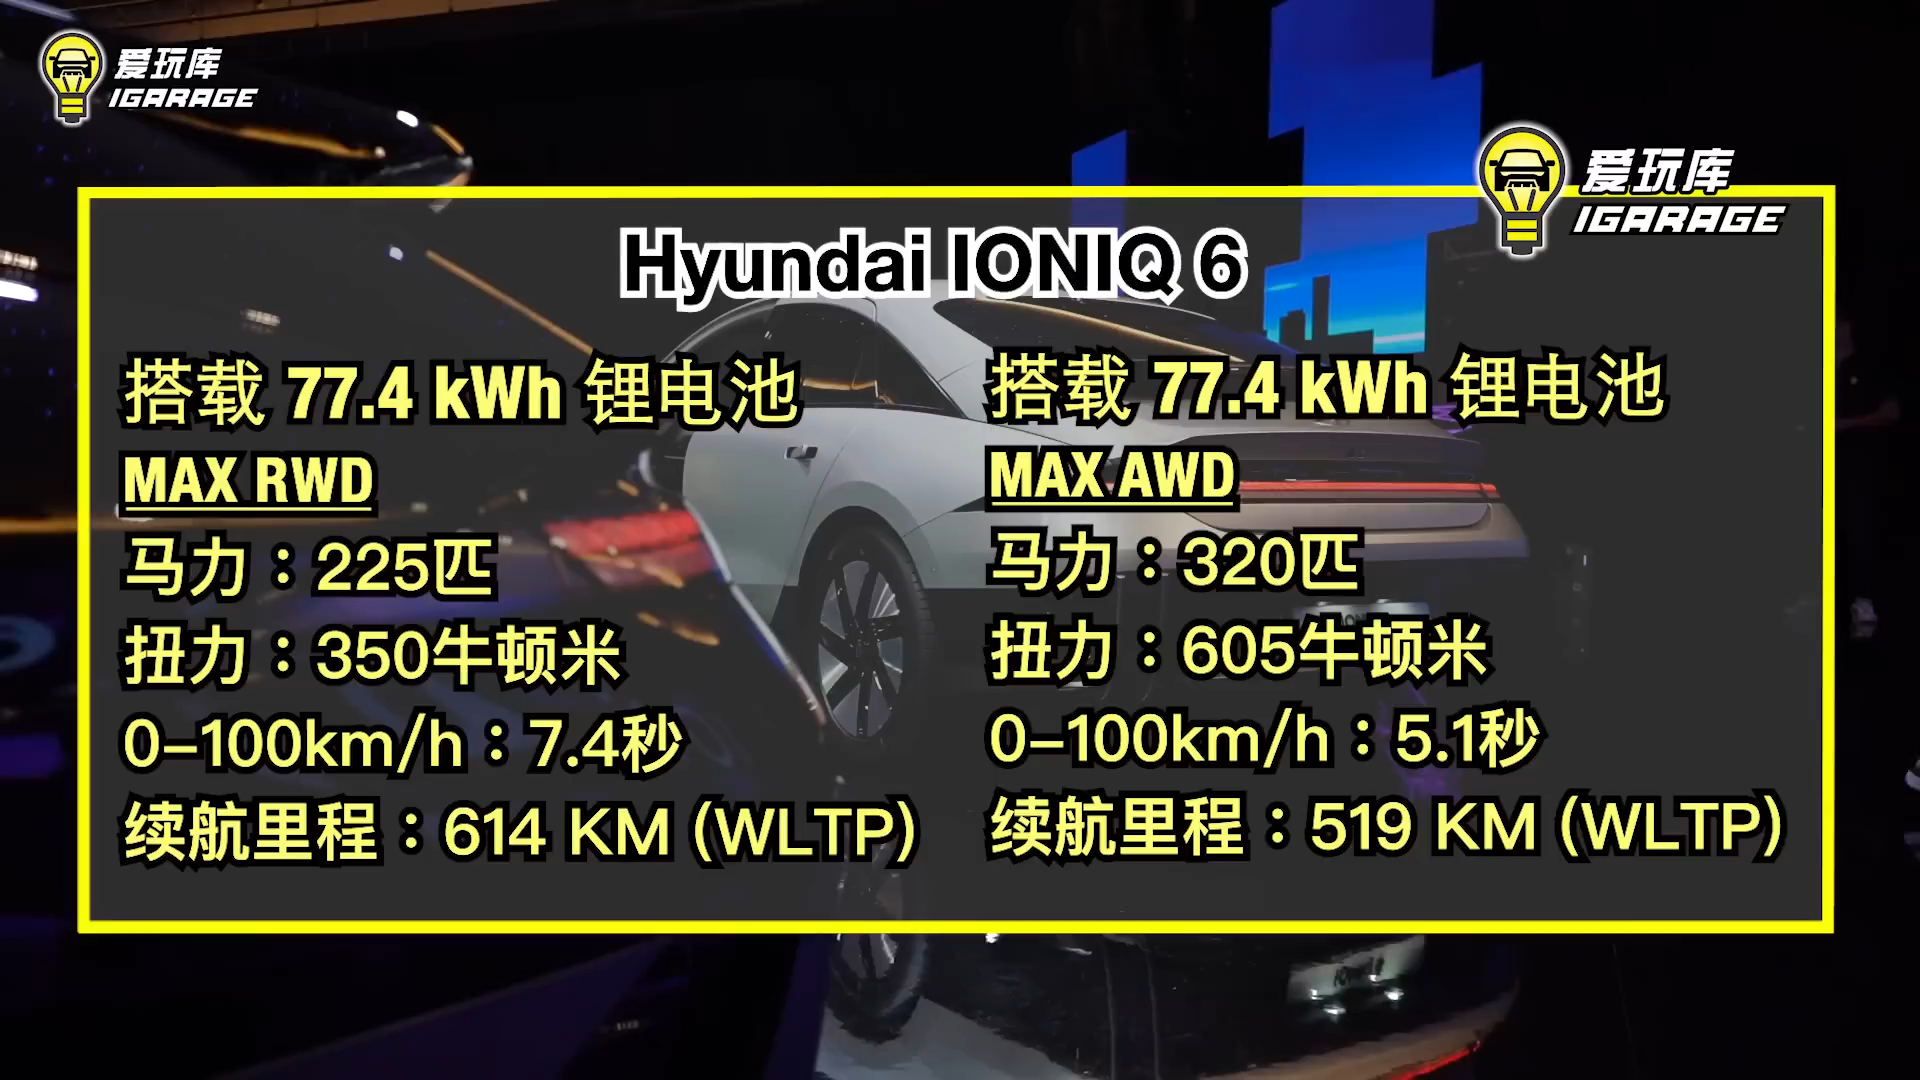 爱玩库
IGARAGE
爱玩库
IGARAGE
Hyundai IONIQ 6
搭载 77.4 kWh 锂电池
MAX RWD
马力：225匹
扭力：350牛顿米
0-100km/h：7.4秒
续航里程：614 KM (WLTP)
搭载 77.4 kWh 锂电池
MAX AWD
马力：320匹
扭力：605牛顿米
0-100km/h：5.1秒
续航里程：519 KM (WLTP)